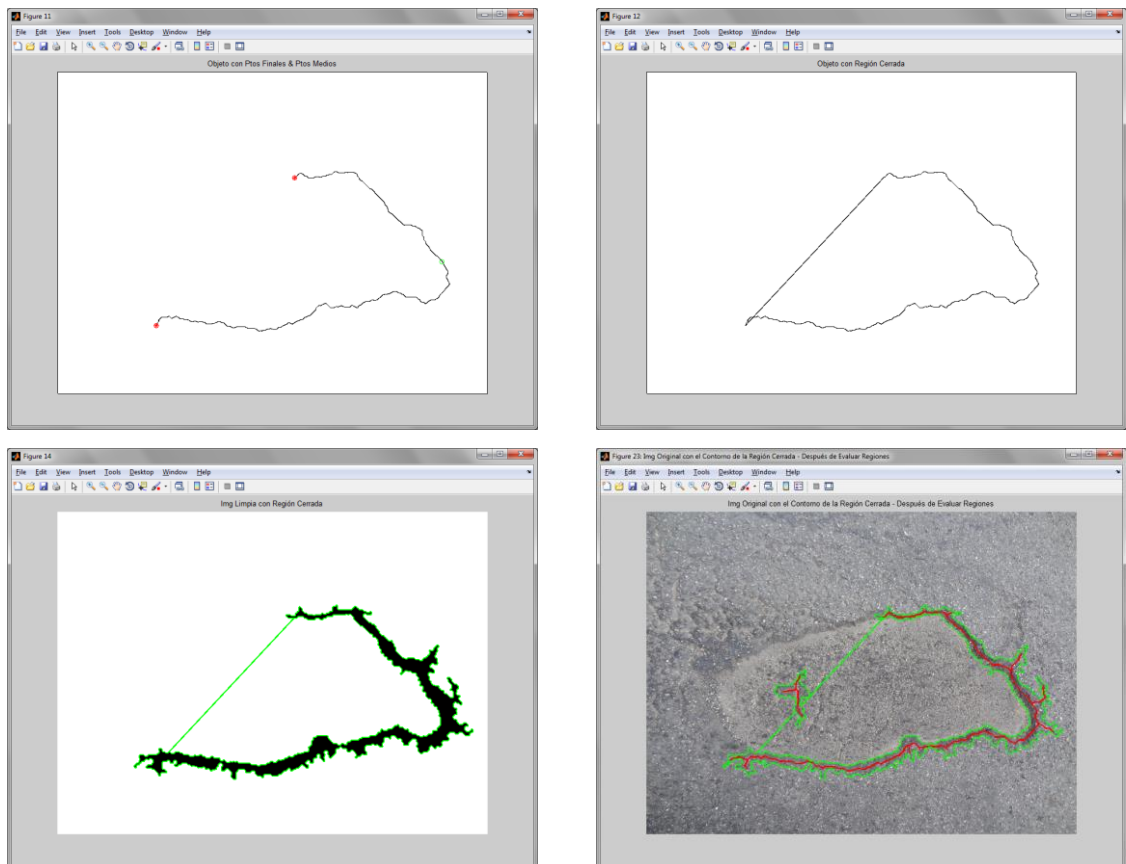 Figure 11
File Edit View Insert Tools Desktop Window Help
Objeto con Ptos Finales & Ptos Medios
Figure 12
File Edit View Insert Tools Desktop Window Help
Objeto con Región Cerrada
Figure 14
File Edit View Insert Tools Desktop Window Help
Img Limpia con Región Cerrada
Figure 23: Img Original con el Contorno de la Región Cerrada - Después de Evaluar Regiones
File Edit View Insert Tools Desktop Window Help
Img Original con el Contorno de la Región Cerrada - Después de Evaluar Regiones